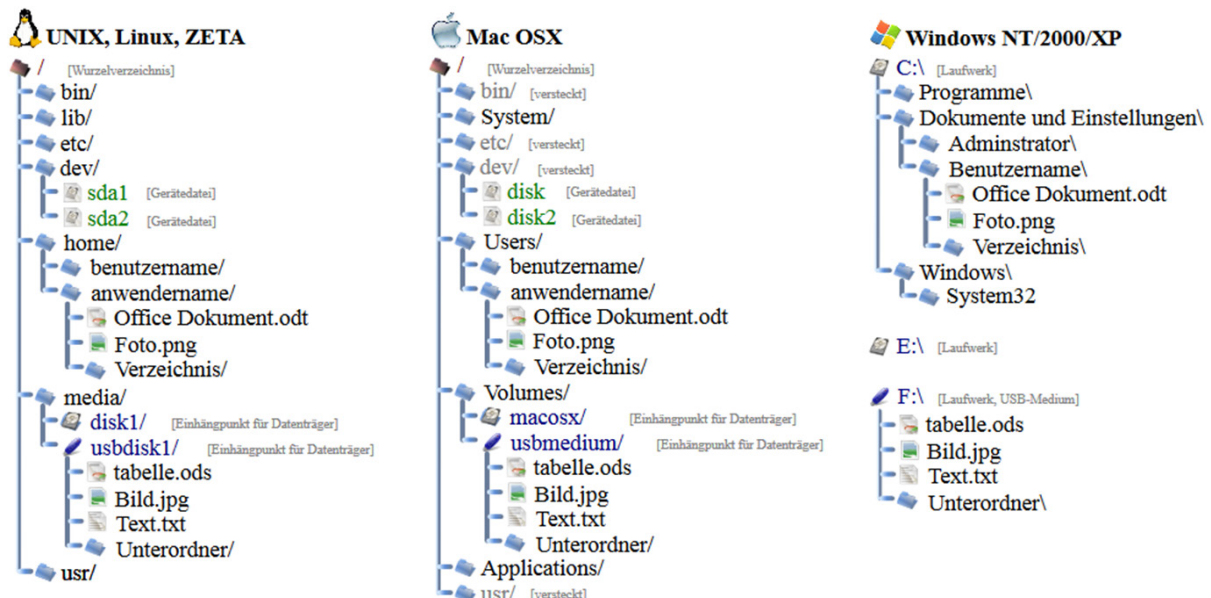 UNIX, Linux, ZETA
/ [Wurzelverzeichnis]
bin/
lib/
etc/
dev/
sda1 [Gerätedatei]
sda2 [Gerätedatei]
home/
benutzername/
anwendername/
Office Dokument.odt
Foto.png
Verzeichnis/
media/
disk1/ [Einhängpunkt für Datenträger]
usbdisk1/ [Einhängpunkt für Datenträger]
tabelle.ods
Bild.jpg
Text.txt
Unterordner/
usr/
Mac OSX
/ [Wurzelverzeichnis]
bin/ [versteckt]
System/
etc/ [versteckt]
dev/ [versteckt]
disk [Gerätedatei]
disk2 [Gerätedatei]
Users/
benutzername/
anwendername/
Office Dokument.odt
Foto.png
Verzeichnis/
Volumes/
macosx/ [Einhängpunkt für Datenträger]
usbmedium/ [Einhängpunkt für Datenträger]
tabelle.ods
Bild.jpg
Text.txt
Unterordner/
Applications/
usr/ [versteckt]
Windows NT/2000/XP
C:\ [Laufwerk]
Programme\
Dokumente und Einstellungen\
Adminstrator\
Benutzername\
Office Dokument.odt
Foto.png
Verzeichnis\
Windows\
System32
E:\ [Laufwerk]
F:\ [Laufwerk, USB-Medium]
tabelle.ods
Bild.jpg
Text.txt
Unterordner\